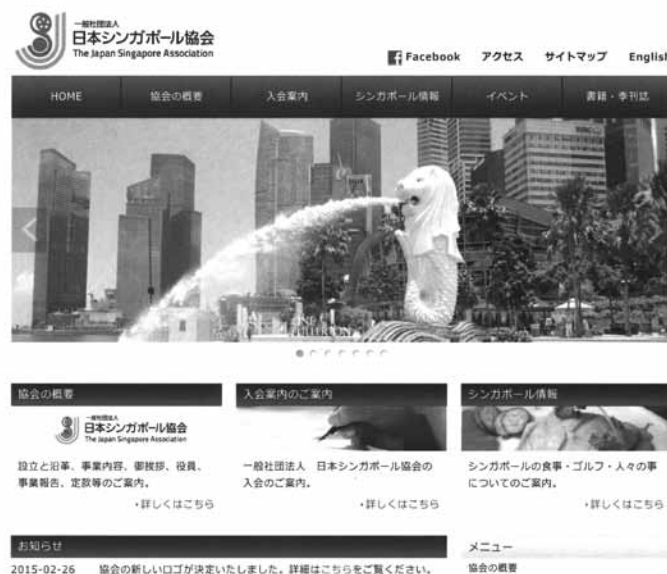 一般社団法人
日本シンガポール協会
The Japan Singapore Association
Facebook アクセス サイトマップ English
HOME 協会の概要 入会案内 シンガポール情報 イベント 書籍・季刊誌
協会の概要
一般社団法人
日本シンガポール協会
The Japan Singapore Association
設立と沿革、事業内容、御挨拶、役員、
事業報告、定款等のご案内。
詳しくはこちら
入会案内のご案内
一般社団法人 日本シンガポール協会の
入会のご案内。
詳しくはこちら
シンガポール情報
シンガポールの食事・ゴルフ・人々の事
についてのご案内。
詳しくはこちら
お知らせ
2015-02-26 協会の新しいロゴが決定いたしました。詳細はこちらをご覧ください。
メニュー
協会の概要